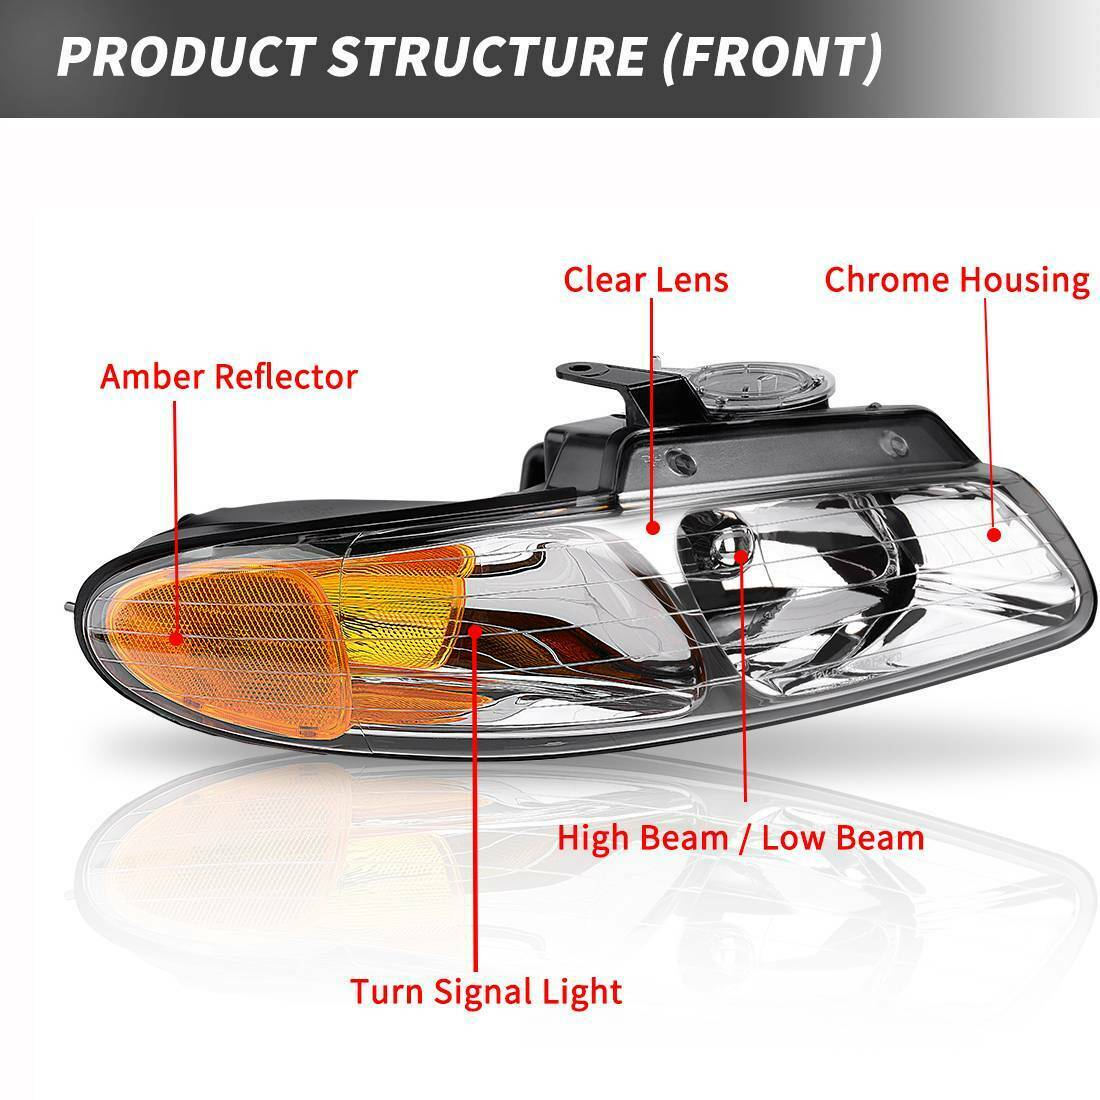 PRODUCT STRUCTURE (FRONT)
Clear Lens
Chrome Housing
Amber Reflector
High Beam / Low Beam
Turn Signal Light